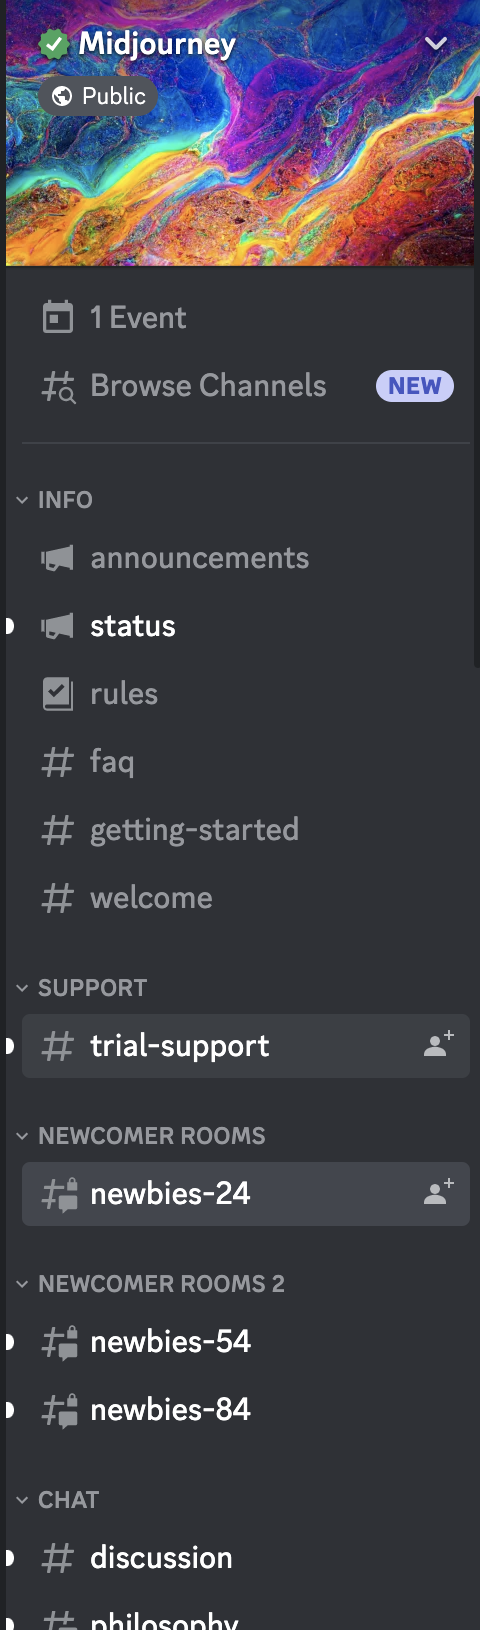 Midjourney
Public
1 Event
Browse Channels NEW
INFO
announcements
status
rules
faq
getting-started
welcome
SUPPORT
trial-support
NEWCOMER ROOMS
newbies-24
NEWCOMER ROOMS 2
newbies-54
newbies-84
CHAT
discussion
philosophy